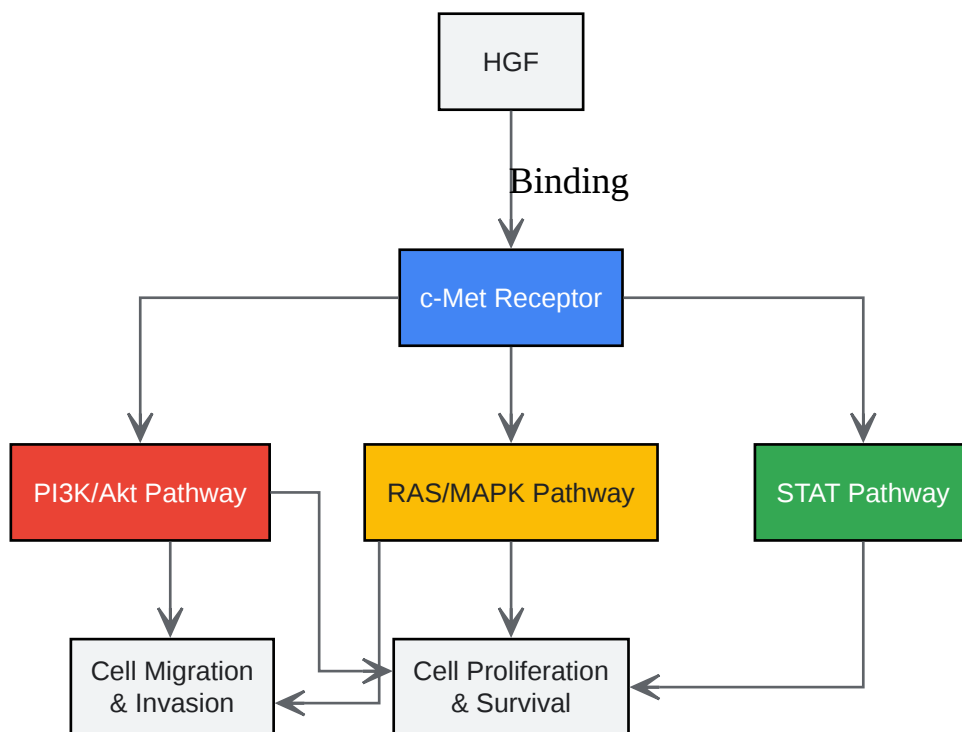 HGF
Binding
c-Met Receptor
PI3K/Akt Pathway
RAS/MAPK Pathway
STAT Pathway
Cell Migration
& Invasion
Cell Proliferation
& Survival